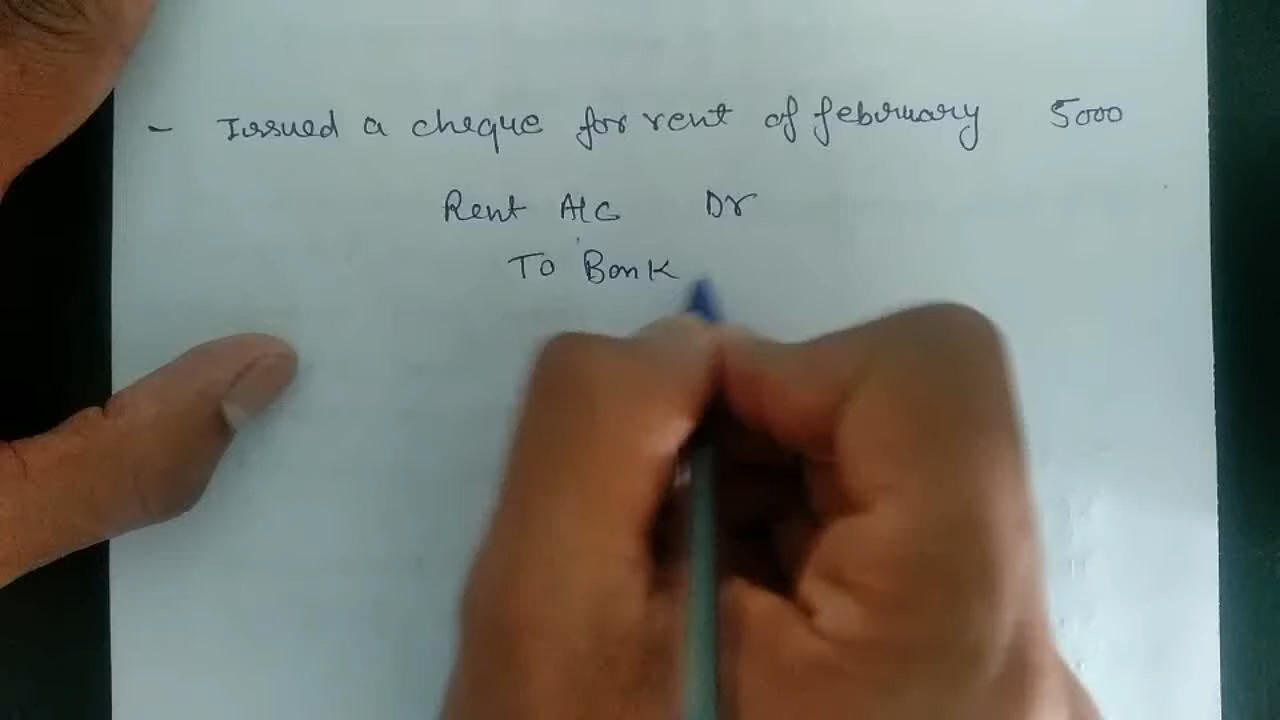 - Issued a cheque for rent of february 5000
Rent A/C Dr
To Bank